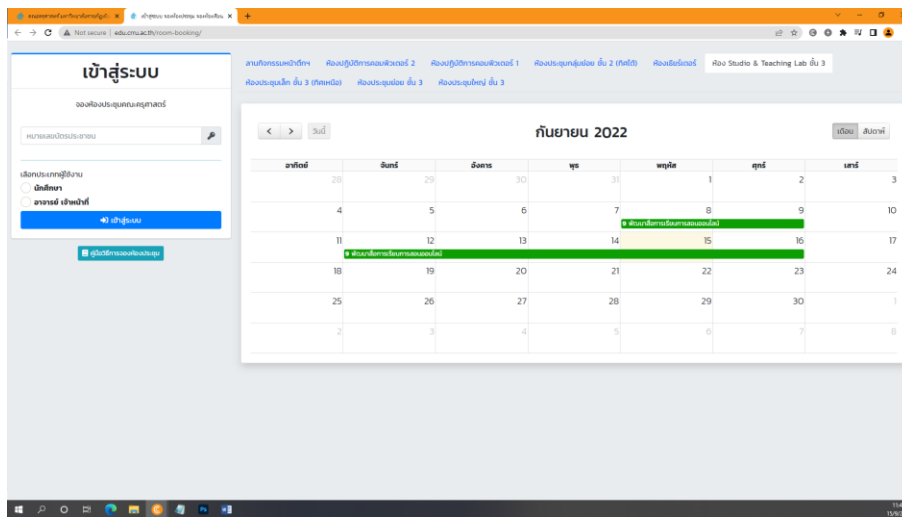 Not secure | edu.cmu.ac.th/room-booking/
เข้าสู่ระบบ
จองห้องประชุมคณะครุศาสตร์
หมายเลขบัตรประชาชน
เลือกประเภทผู้ใช้งาน
นักศึกษา
อาจารย์ เจ้าหน้าที่
เข้าสู่ระบบ
คู่มือวิธีการจองห้องประชุม
ลานกิจกรรมหน้าตึกฯ ห้องปฏิบัติการคอมพิวเตอร์ 2 ห้องปฏิบัติการคอมพิวเตอร์ 1 ห้องประชุมกลุ่มย่อย ชั้น 2 (ทิศใต้) ห้องเธียร์เตอร์ ห้อง Studio & Teaching Lab ชั้น 3
ห้องประชุมเล็ก ชั้น 3 (ทิศเหนือ) ห้องประชุมย่อย ชั้น 3 ห้องประชุมใหญ่ ชั้น 3
วันนี้ กันยายน 2022 เดือน สัปดาห์
อาทิตย์ จันทร์ อังคาร พุธ พฤหัส ศุกร์ เสาร์
28 29 30 31 1 2 3
4 5 6 7 8 9 10
9 พัฒนาสื่อการเรียนการสอนออนไลน์
11 12 13 14 15 16 17
9 พัฒนาสื่อการเรียนการสอนออนไลน์
18 19 20 21 22 23 24
25 26 27 28 29 30 1
2 3 4 5 6 7 8